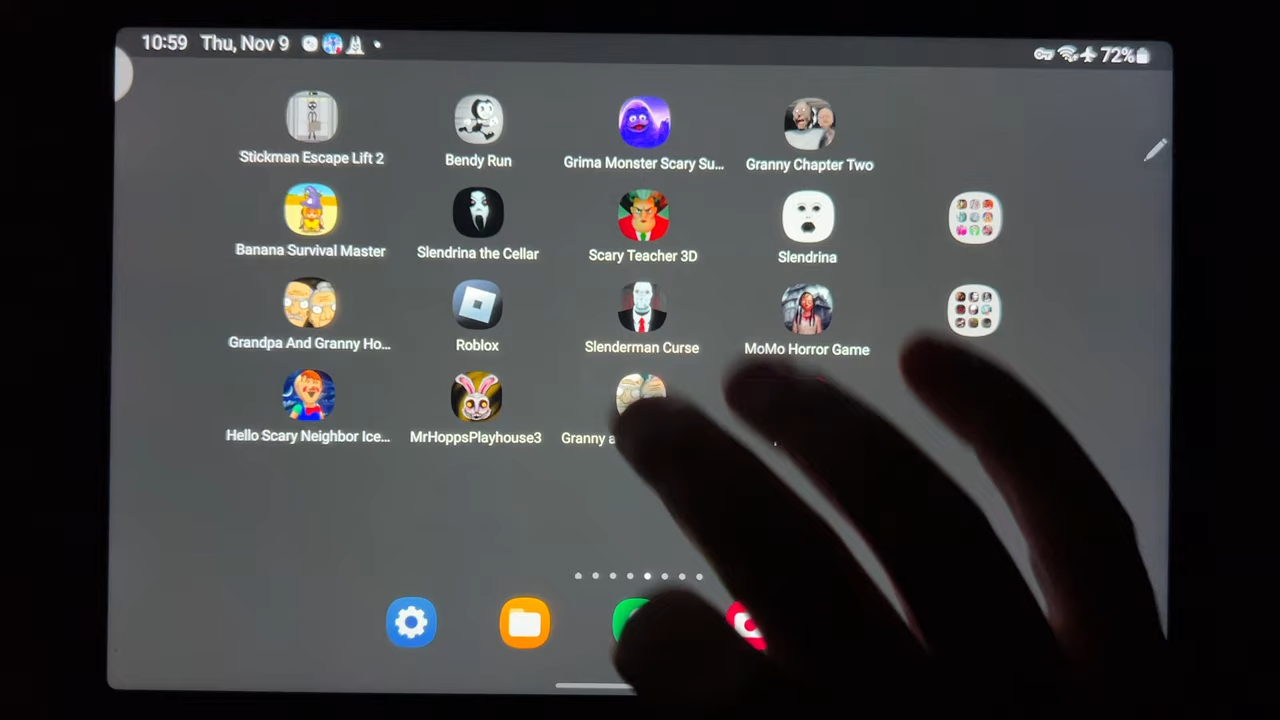 10:59 Thu, Nov 9 72%
Stickman Escape Lift 2 Bendy Run Grima Monster Scary Su... Granny Chapter Two
Banana Survival Master Slendrina the Cellar Scary Teacher 3D Slendrina
Grandpa And Granny Ho... Roblox Slenderman Curse MoMo Horror Game
Hello Scary Neighbor Ice... MrHoppsPlayhouse3 Granny